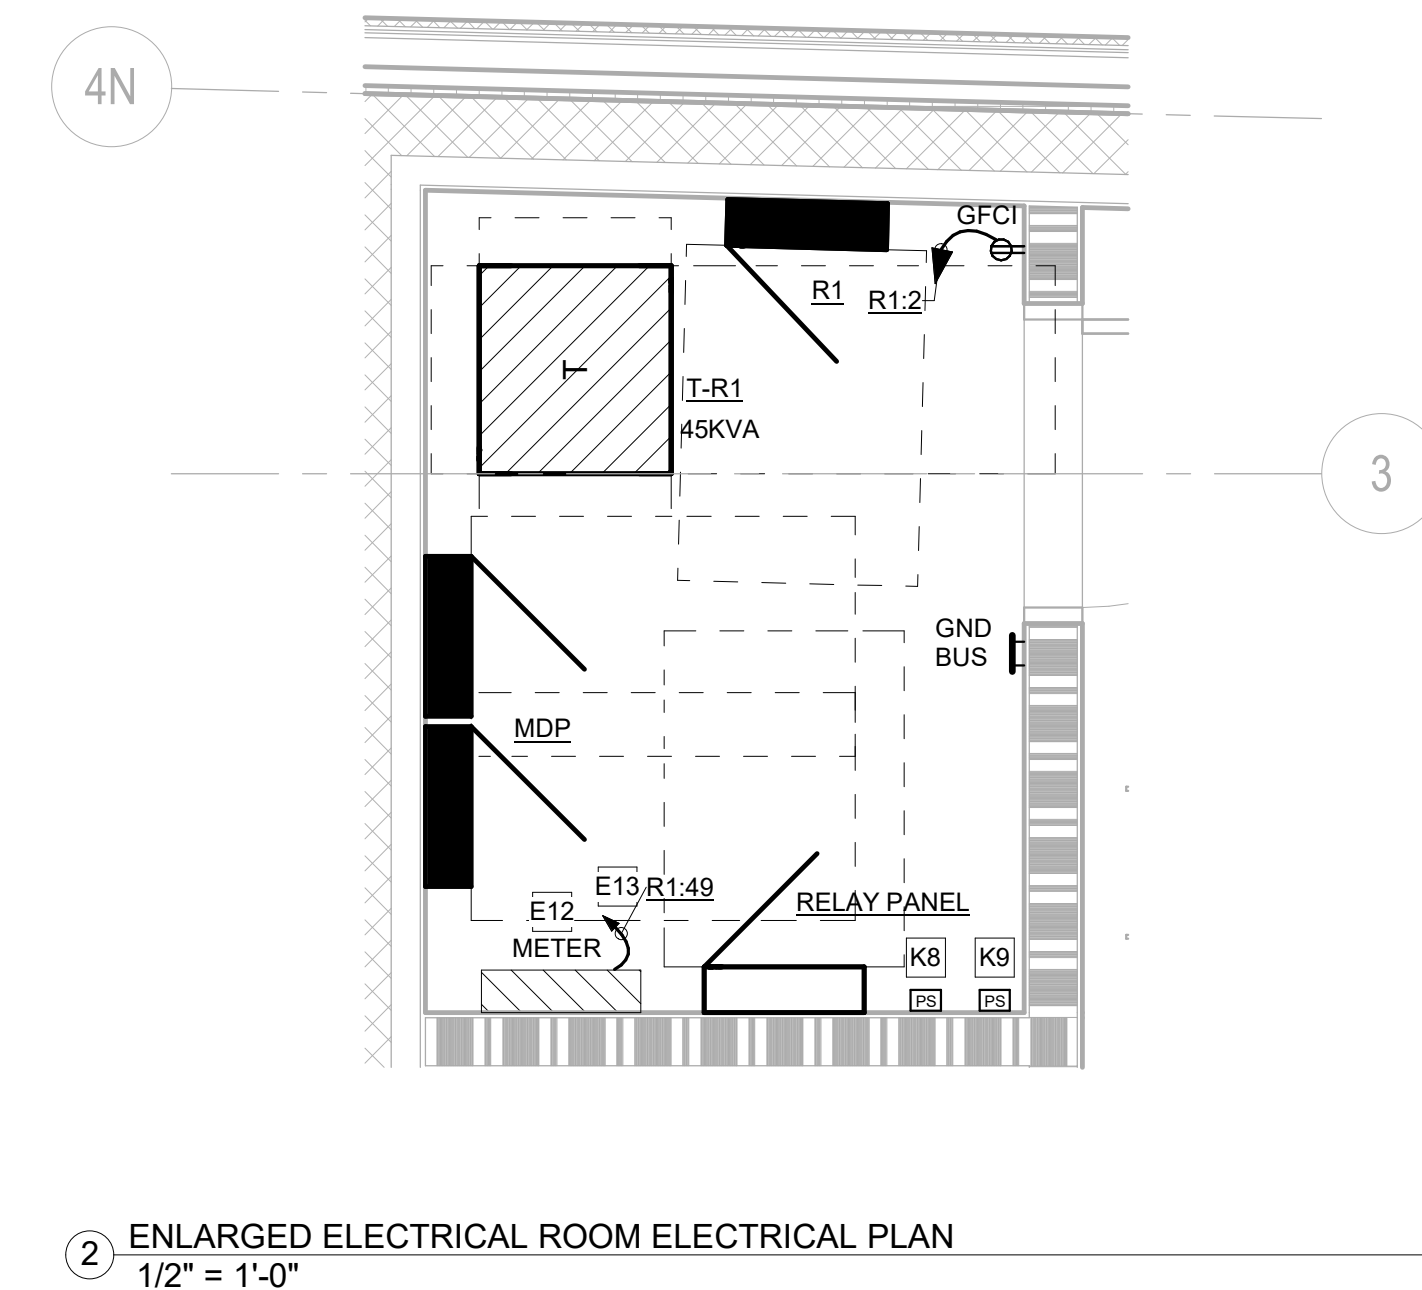 4N
GFCI
R1
R1:2
T
T-R1
45KVA
3
GND
BUS
MDP
E13
R1:49
E12
RELAY PANEL
METER
K8
K9
PS
PS
2
ENLARGED ELECTRICAL ROOM ELECTRICAL PLAN
1/2" = 1'-0"